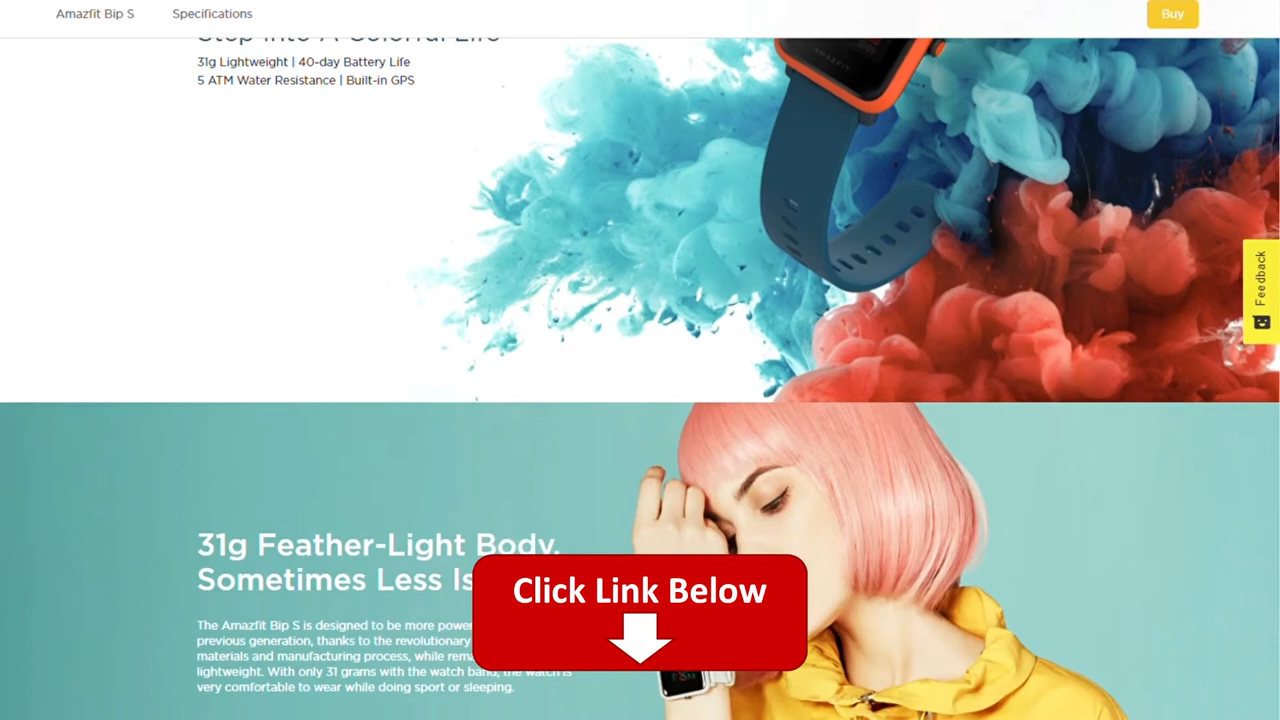 Amazfit Bip S
Specifications
Buy
Step Into A Colorful Life
31g Lightweight | 40-day Battery Life
5 ATM Water Resistance | Built-in GPS
AMAZFIT
Feedback
31g Feather-Light Body.
Sometimes Less Is
The Amazfit Bip S is designed to be more power
previous generation, thanks to the revolutionary
materials and manufacturing process, while rema
lightweight. With only 31 grams with the watch band, the watch is
very comfortable to wear while doing sport or sleeping.
Click Link Below